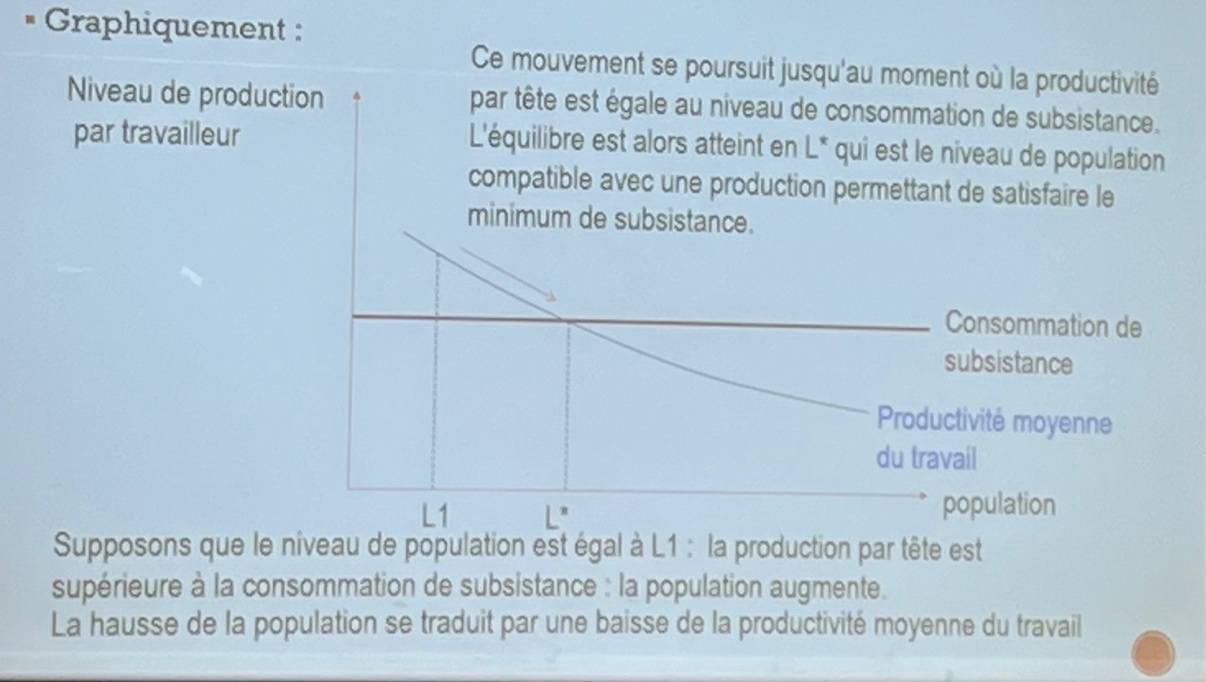 Graphiquement :
Niveau de production
par travailleur
Ce mouvement se poursuit jusqu'au moment où la productivité
par tête est égale au niveau de consommation de subsistance.
L'équilibre est alors atteint en L* qui est le niveau de population
compatible avec une production permettant de satisfaire le
minimum de subsistance.
Consommation de
subsistance
Productivité moyenne
du travail
population
L1
L*
Supposons que le niveau de population est égal à L1 : la production par tête est
supérieure à la consommation de subsistance : la population augmente.
La hausse de la population se traduit par une baisse de la productivité moyenne du travail